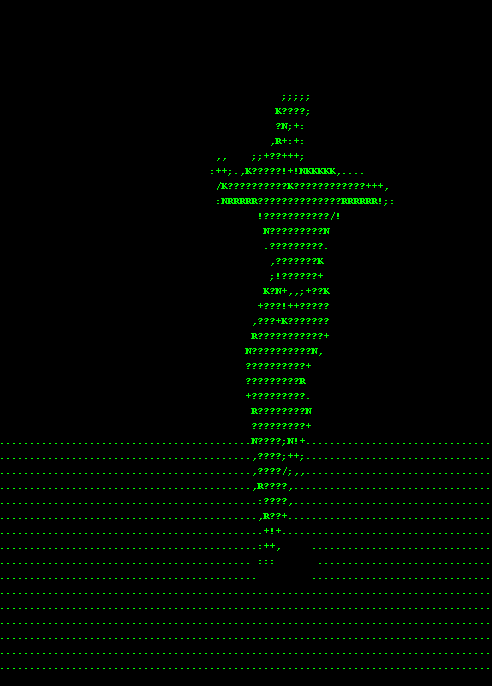 ;;;;;
K????;
?N;+:
,R+:+:
,,    ;;+??+++;
:++;.,K?????!+!NKKKKK,....
/K??????????K????????????+++,
:NRRRRR??????????????RRRRRR!;:
!???????????/!
N?????????N
.?????????.
,???????K
;!??????+
K?N+,,;+??K
+???!++?????
,???+K???????
R???????????+
N??????????N,
??????????+
?????????R
+?????????.
R????????N
?????????+
..........................................N????;N!+...............................
..........................................,????;++;...............................
..........................................,????/;,,...............................
..........................................,R????,.................................
...........................................:????,.................................
...........................................,R??+..................................
............................................+!+...................................
...........................................:++,     ..............................
...........................................:::       .............................
...........................................         ..............................
..................................................................................
..................................................................................
..................................................................................
..................................................................................
..................................................................................
..................................................................................